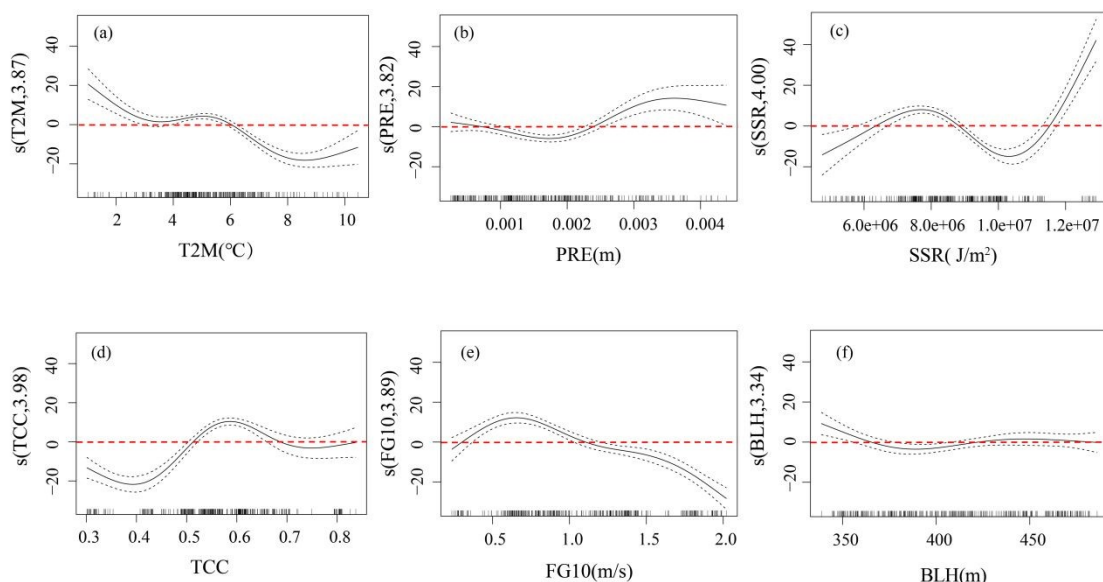 (a)
s(T2M,3.87)
40
20
0
−20
2 4 6 8 10
T2M(℃)
(b)
s(PRE,3.82)
40
20
0
−20
0.001 0.002 0.003 0.004
PRE(m)
(c)
s(SSR,4.00)
40
20
0
−20
6.0e+06 8.0e+06 1.0e+07 1.2e+07
SSR( J/m²)
(d)
s(TCC,3.98)
40
20
0
−20
0.3 0.4 0.5 0.6 0.7 0.8
TCC
(e)
s(FG10,3.89)
40
20
0
−20
0.5 1.0 1.5 2.0
FG10(m/s)
(f)
s(BLH,3.34)
40
20
0
−20
350 400 450
BLH(m)